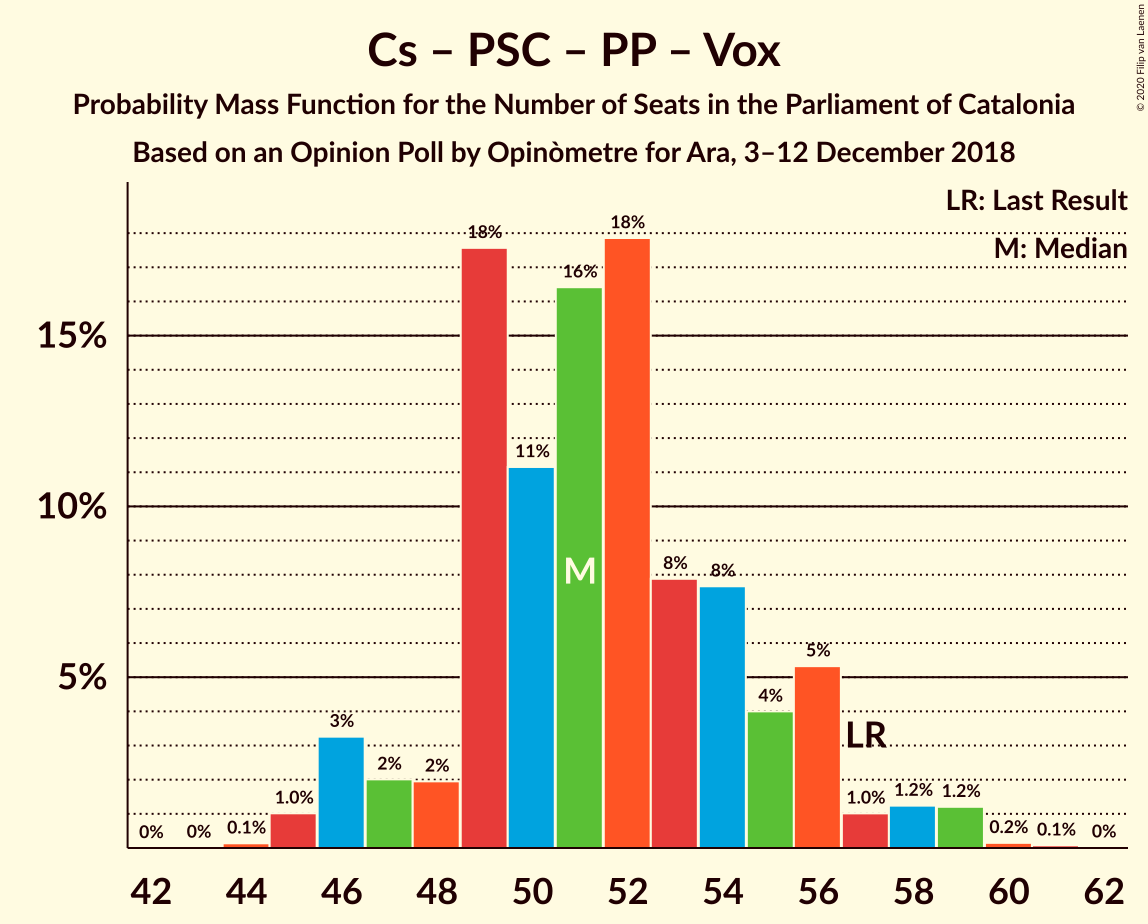 Cs – PSC – PP – Vox
Probability Mass Function for the Number of Seats in the Parliament of Catalonia
Based on an Opinion Poll by Opinòmetre for Ara, 3–12 December 2018
© 2020 Filip van Laenen
LR: Last Result
M: Median
15%
10%
5%
0%
0%
0.1%
1.0%
3%
2%
2%
18%
11%
16%
18%
8%
8%
4%
5%
1.0%
1.2%
1.2%
0.2%
0.1%
0%
M
LR
42 44 46 48 50 52 54 56 58 60 62